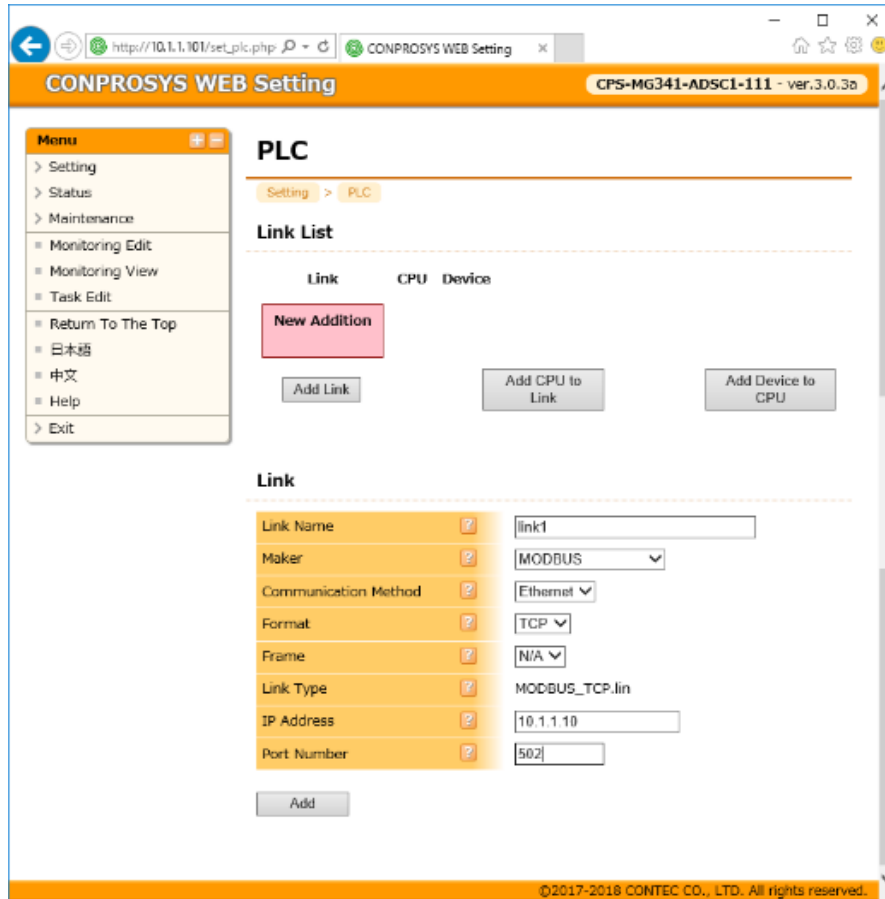 http://10.1.1.101/set_plc.php
CONPROSYS WEB Setting
CONPROSYS WEB Setting
CPS-MG341-ADSC1-111 - ver.3.0.3a
Menu
Setting
Status
Maintenance
Monitoring Edit
Monitoring View
Task Edit
Return To The Top
日本語
中文
Help
Exit
PLC
Setting > PLC
Link List
Link CPU Device
New Addition
Add Link
Add CPU to
Link
Add Device to
CPU
Link
Link Name ? link1
Maker ? MODBUS
Communication Method ? Ethernet
Format ? TCP
Frame ? N/A
Link Type ? MODBUS_TCP.lin
IP Address ? 10.1.1.10
Port Number ? 502
Add
©2017-2018 CONTEC CO., LTD. All rights reserved.